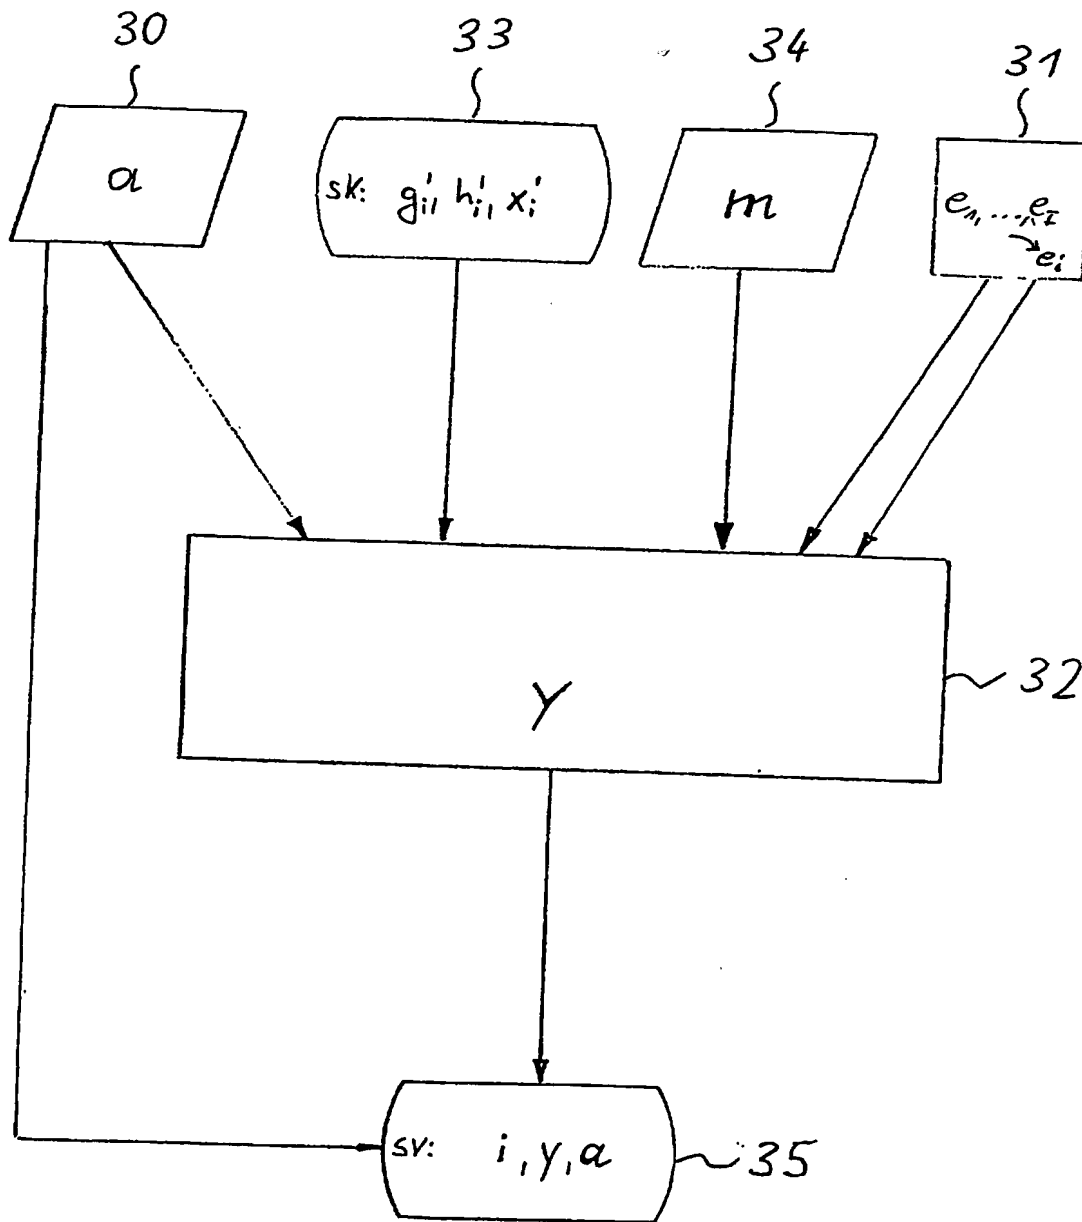 30 33 34 31
a
sk: g'i, h'i, x'i
m
e1, ..., eI
ei
y
32
sv: i, y, a
35